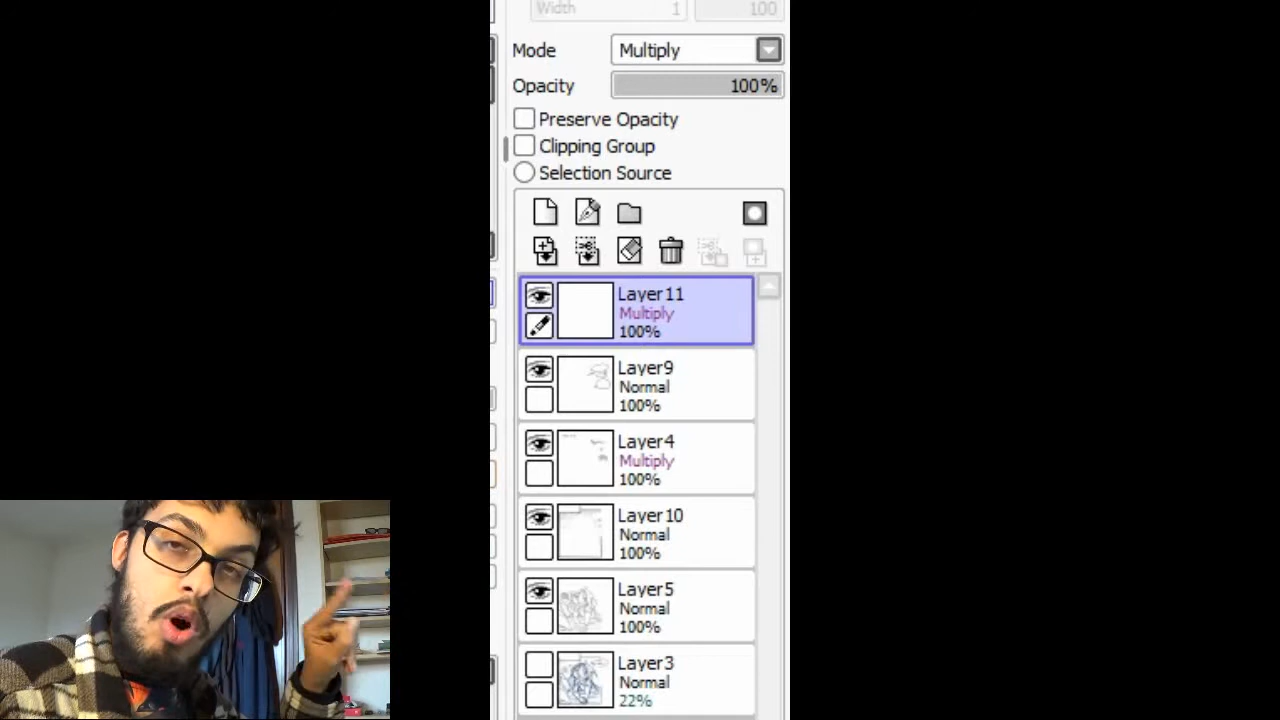 Width 1 100
Mode Multiply
Opacity 100%
Preserve Opacity
Clipping Group
Selection Source
Layer11
Multiply
100%
Layer9
Normal
100%
Layer4
Multiply
100%
Layer10
Normal
100%
Layer5
Normal
100%
Layer3
Normal
22%